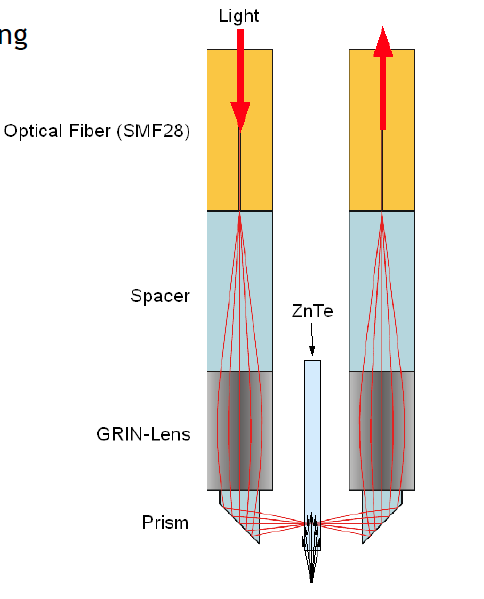 Light
ng
Optical Fiber (SMF28)
Spacer
ZnTe
GRIN-Lens
Prism